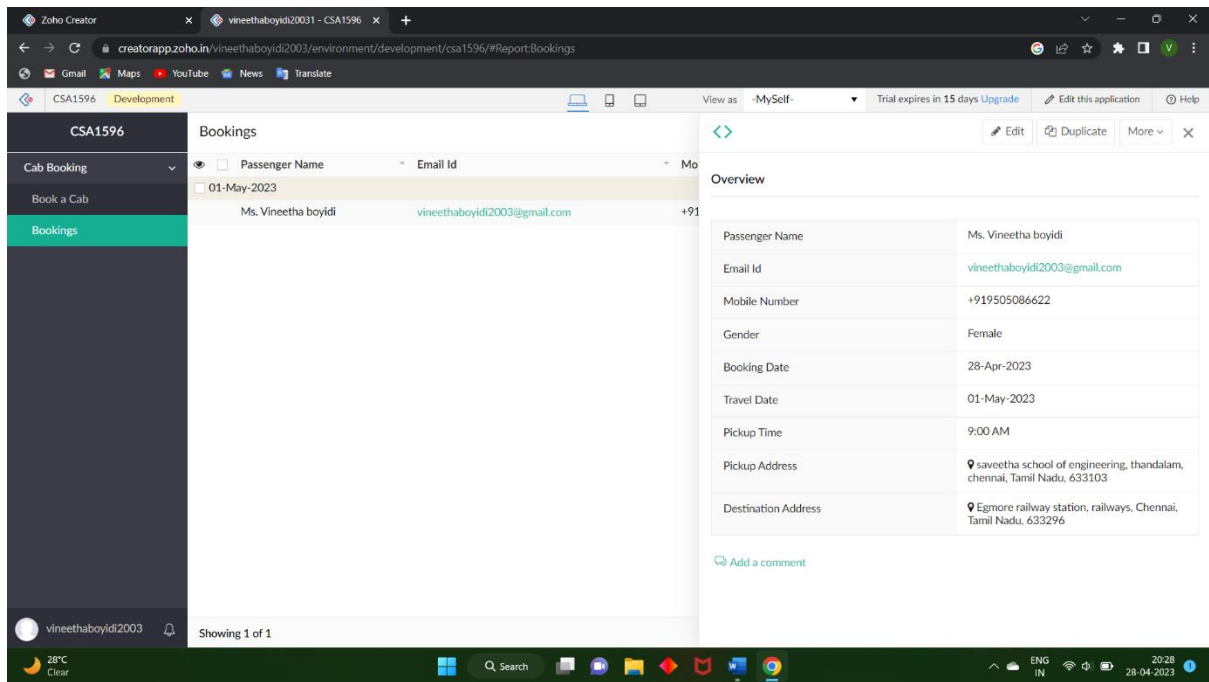 Zoho Creator
vineethaboyidi20031 - CSA1596
creatorapp.zoho.in/vineethaboyidi2003/environment/development/csa1596/#Report:Bookings
Gmail Maps YouTube News Translate
CSA1596 Development View as -MySelf- Trial expires in 15 days Upgrade Edit this application Help
CSA1596
Cab Booking
Book a Cab
Bookings
Bookings
Passenger Name Email Id Mo
01-May-2023
Ms. Vineetha boyidi vineethaboyidi2003@gmail.com +91
Edit Duplicate More
Overview
Passenger Name Ms. Vineetha boyidi
Email Id vineethaboyidi2003@gmail.com
Mobile Number +919505086622
Gender Female
Booking Date 28-Apr-2023
Travel Date 01-May-2023
Pickup Time 9:00 AM
Pickup Address saveetha school of engineering, thandalam,
chennai, Tamil Nadu, 633103
Destination Address Egmore railway station, railways, Chennai,
Tamil Nadu, 633296
Add a comment
vineethaboyidi2003
Showing 1 of 1
28°C
Clear
Search
ENG
IN
20:28
28-04-2023
1